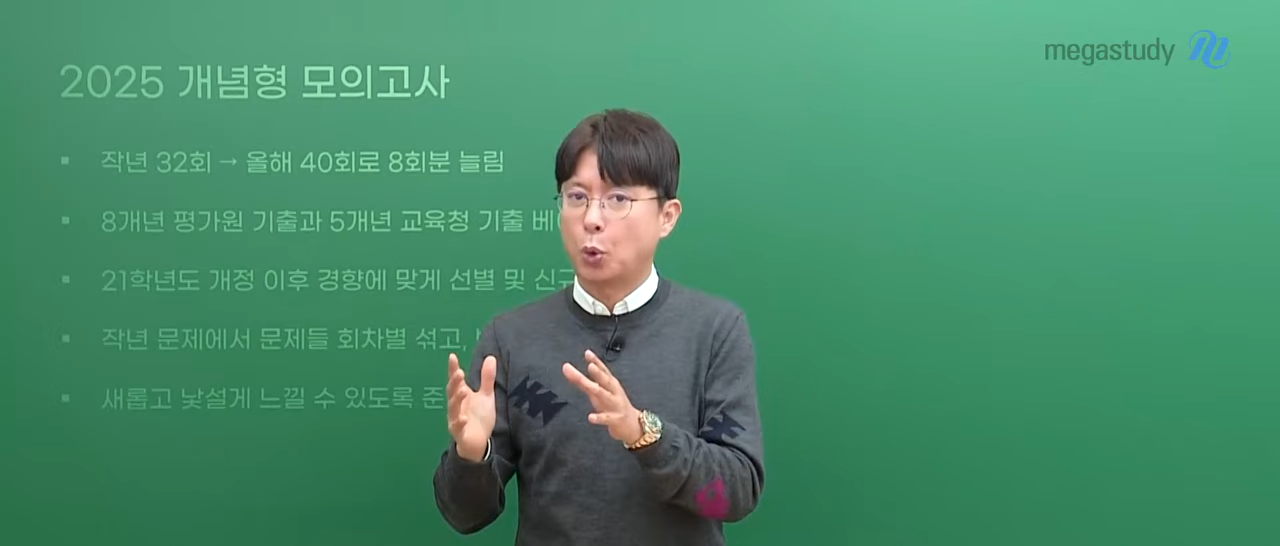 megastudy
2025 개념형 모의고사
▪ 작년 32회 → 올해 40회로 8회분 늘림
▪ 8개년 평가원 기출과 5개년 교육청 기출
▪ 21학년도 개정 이후 경향에 맞게 선별 및
▪ 작년 문제에서 문제들 회차별 섞고,
▪ 새롭고 낯설게 느낄 수 있도록